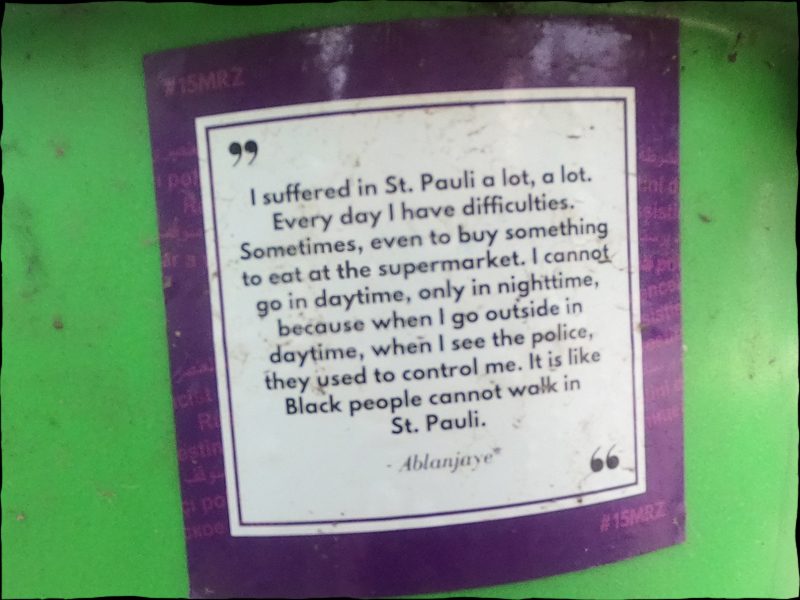 #15MRZ
”
I suffered in St. Pauli a lot, a lot.
Every day I have difficulties.
Sometimes, even to buy something
to eat at the supermarket. I cannot
go in daytime, only in nighttime,
because when I go outside in
daytime, when I see the police,
they used to control me. It is like
Black people cannot walk in
St. Pauli.
- Ablanjaye*
“
#15MRZ